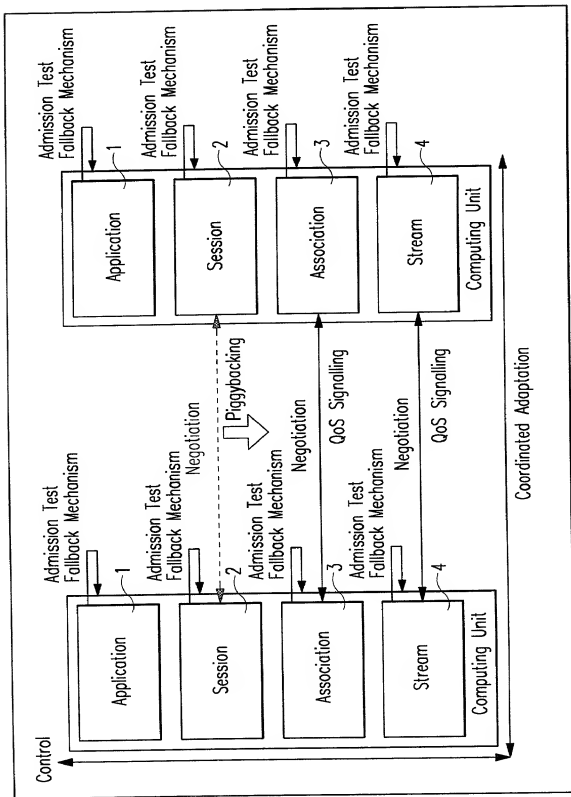 Control
Admission Test
Fallback Mechanism
Application
1
Admission Test
Fallback Mechanism
Session
2
Admission Test
Fallback Mechanism
Association
3
Admission Test
Fallback Mechanism
Stream
4
Computing Unit
Negotiation
Piggybacking
Negotiation
QoS Signalling
Negotiation
QoS Signalling
Admission Test
Fallback Mechanism
Application
1
Admission Test
Fallback Mechanism
Session
2
Admission Test
Fallback Mechanism
Association
3
Admission Test
Fallback Mechanism
Stream
4
Computing Unit
Coordinated Adaptation